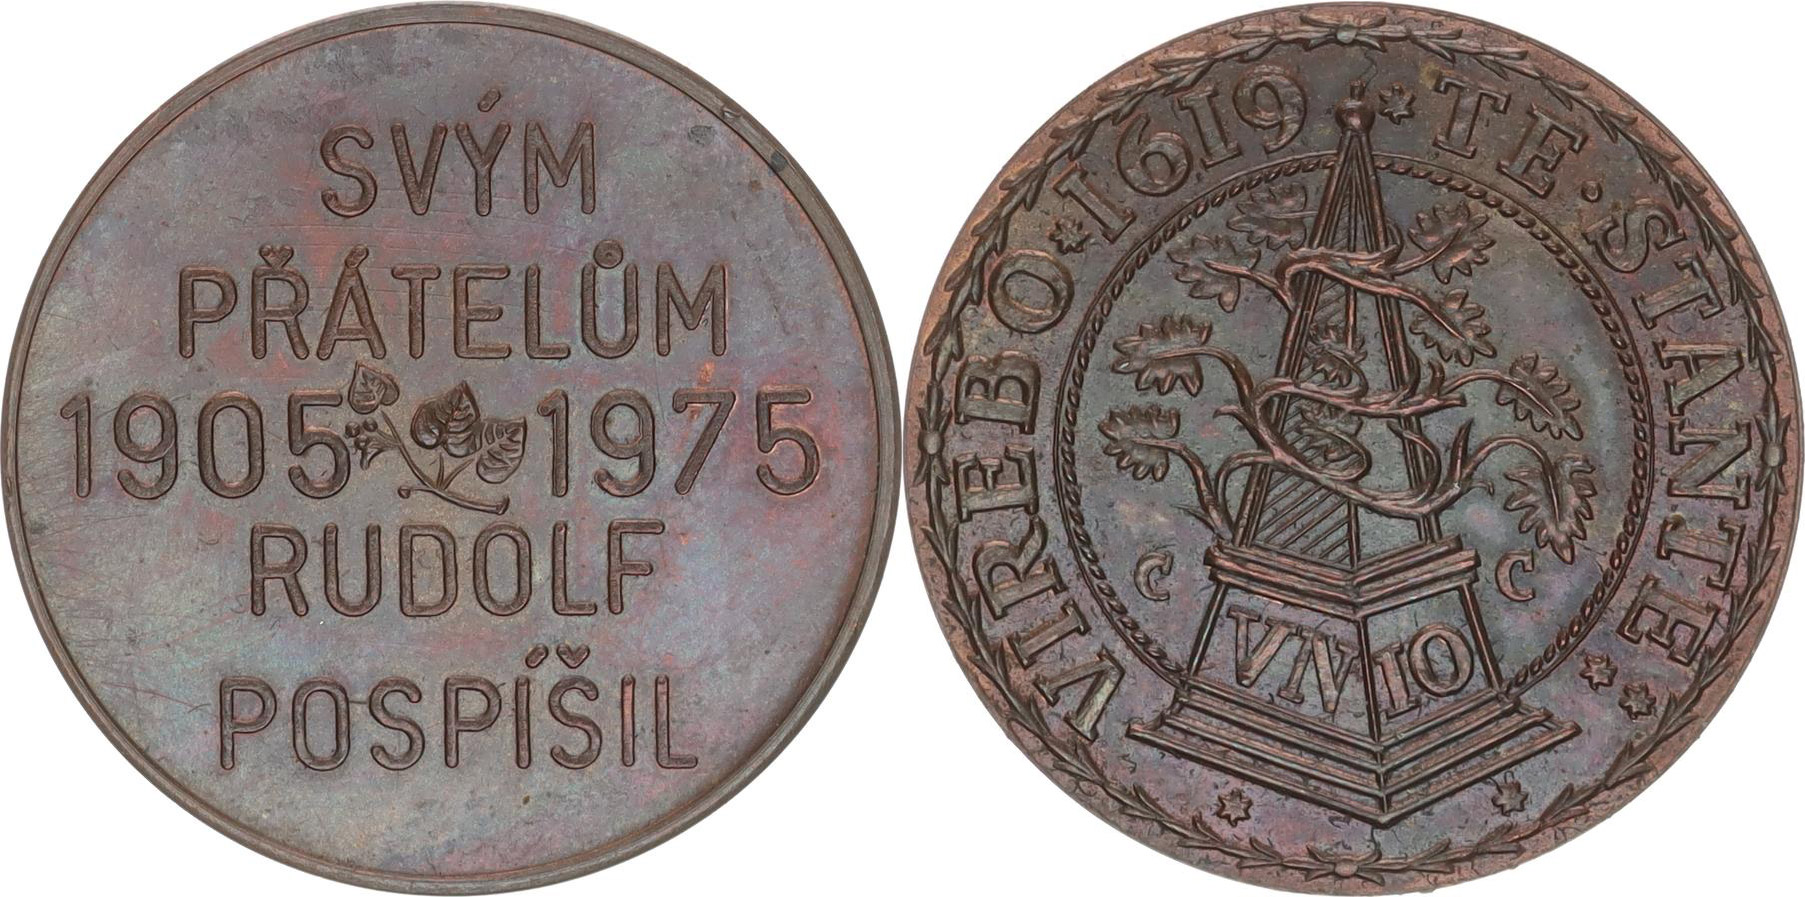 SVÝM
PŘÁTELŮM
1905 1975
RUDOLF
POSPÍŠIL
VIREBO * 1619 * TE · STANTE * *
C C
VNIO